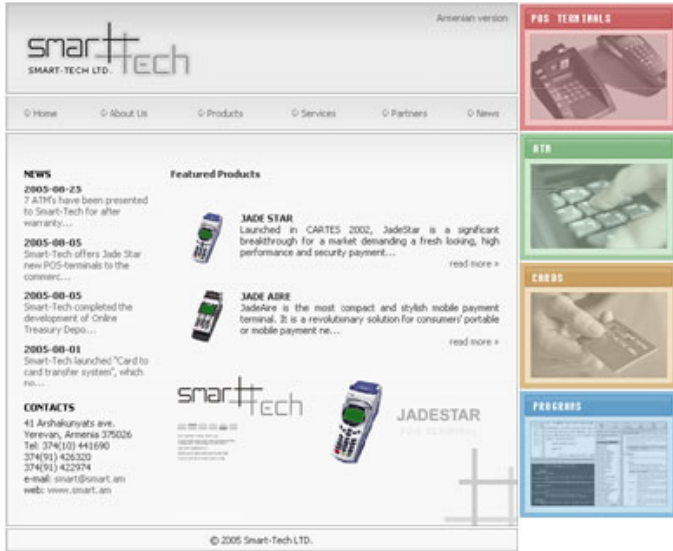 Armenian version
smart tech
SMART-TECH LTD.
Home
About Us
Products
Services
Partners
News
NEWS
2005-08-25
7 ATM's have been presented
to Smart-Tech for after
warranty...
2005-08-05
Smart-Tech offers Jade Star
new POS-terminals to the
commerc...
2005-08-05
Smart-Tech completed the
development of Online
Treasury Depo...
2005-08-01
Smart-Tech launched "Card to
card transfer system", which
no...
CONTACTS
41 Arshakunyats ave.
Yerevan, Armenia 375026
Tel: 374(10) 441690
374(91) 426320
374(91) 422974
e-mail: smart@smart.am
web: www.smart.am
Featured Products
JADE STAR
Launched in CARTES 2002, JadeStar is a significant
breakthrough for a market demanding a fresh looking, high
performance and security payment...
read more »
JADE AIRE
JadeAire is the most compact and stylish mobile payment
terminal. It is a revolutionary solution for consumers' portable
or mobile payment ne...
read more »
smart tech
JADESTAR
POS TERMINAL
POS TERMINALS
ATM
CARDS
PROGRAMS
© 2005 Smart-Tech LTD.